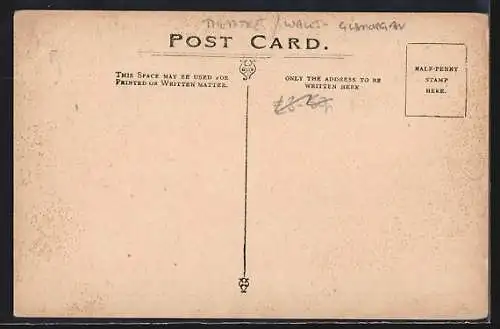 THEATRE / WALES - GLAMORGAN
POST CARD.
THIS SPACE MAY BE USED FOR
PRINTED OR WRITTEN MATTER.
ONLY THE ADDRESS TO BE
WRITTEN HERE
HALF-PENNY
STAMP
HERE.